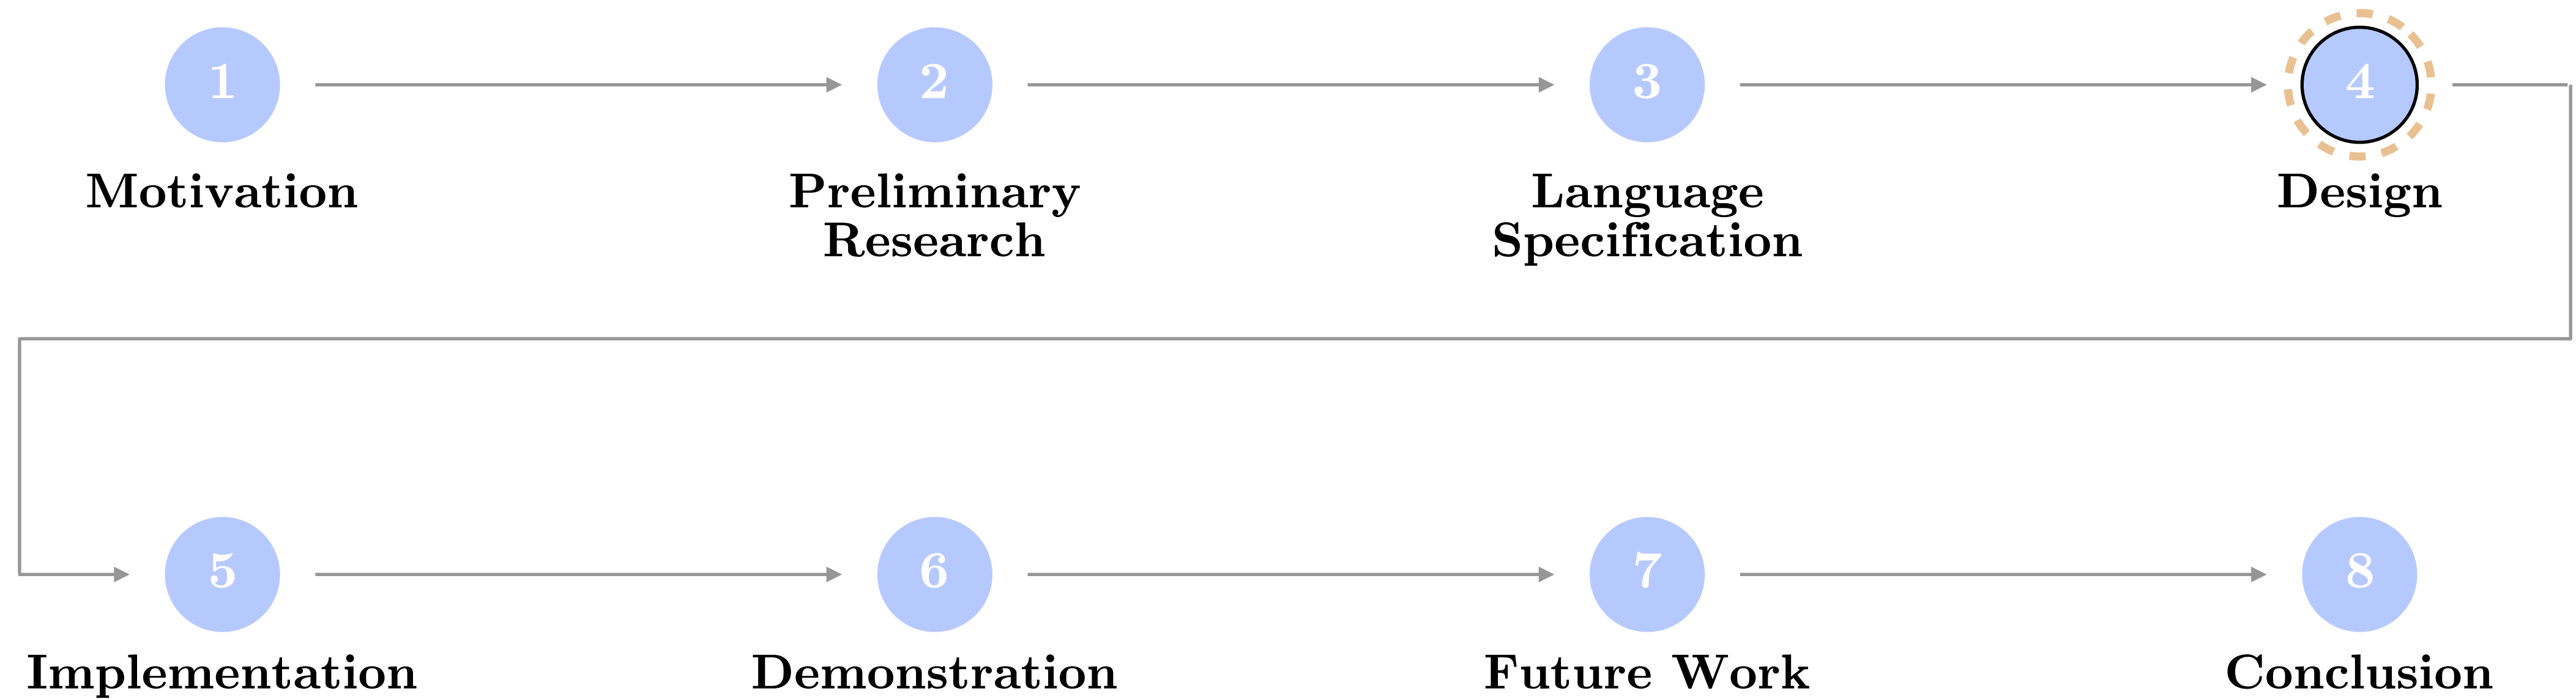 1
Motivation
2
Preliminary
Research
3
Language
Specification
4
Design
5
Implementation
6
Demonstration
7
Future Work
8
Conclusion